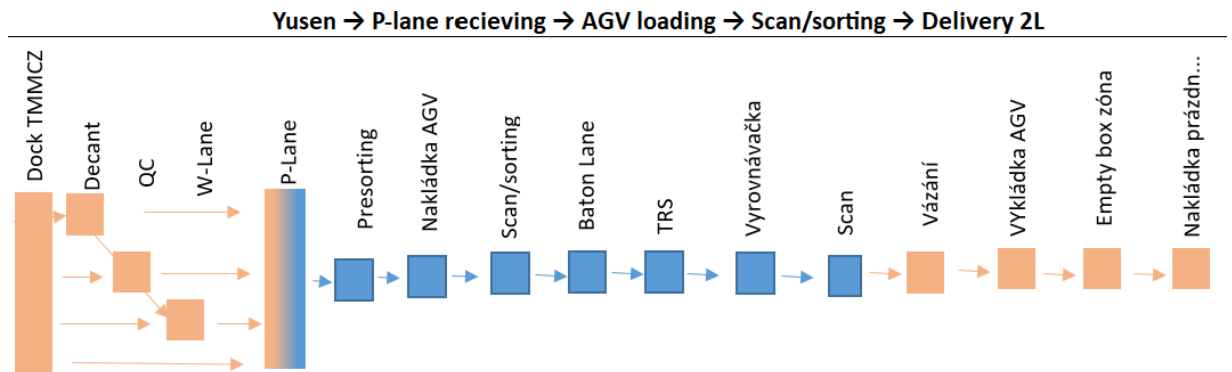 Yusen → P-lane recieving → AGV loading → Scan/sorting → Delivery 2L
Dock TMMCZ
Decant
QC
W-Lane
P-Lane
Presorting
Nakládka AGV
Scan/sorting
Baton Lane
TRS
Vyrovnávačka
Scan
Vázání
VYkládka AGV
Empty box zóna
Nakládka prázdn...